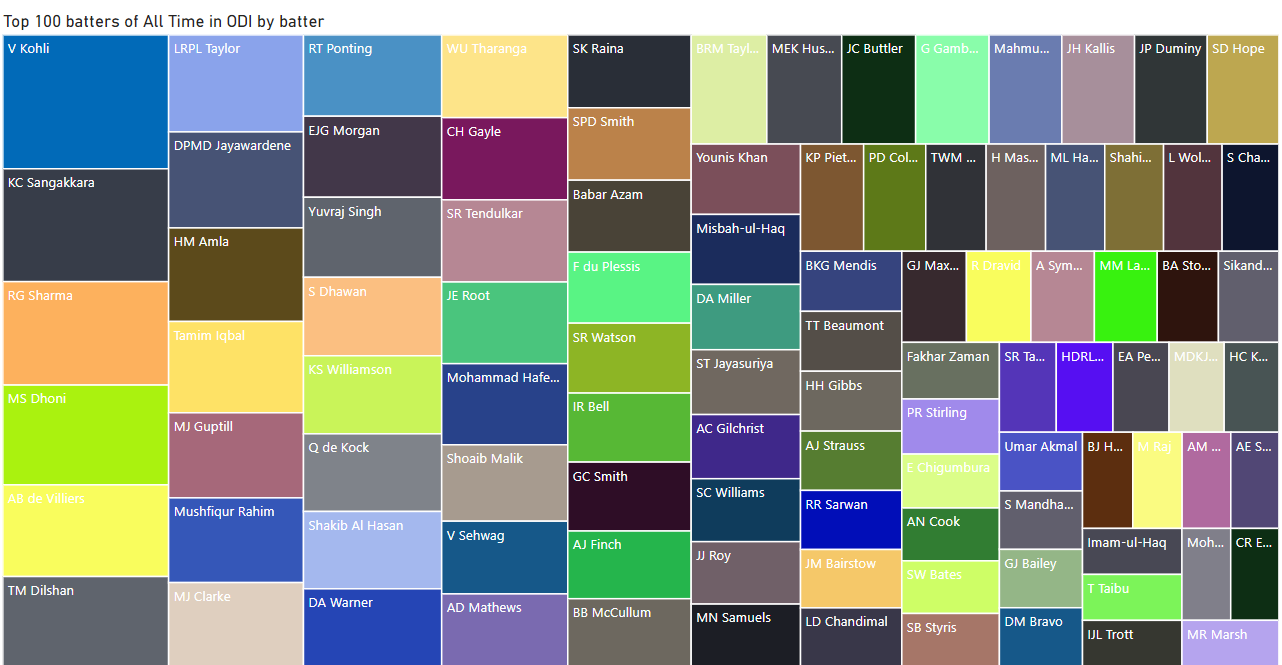 Top 100 batters of All Time in ODI by batter
V Kohli
KC Sangakkara
RG Sharma
MS Dhoni
AB de Villiers
TM Dilshan
LRPL Taylor
DPMD Jayawardene
HM Amla
Tamim Iqbal
MJ Guptill
Mushfiqur Rahim
MJ Clarke
RT Ponting
EJG Morgan
Yuvraj Singh
S Dhawan
KS Williamson
Q de Kock
Shakib Al Hasan
DA Warner
WU Tharanga
CH Gayle
SR Tendulkar
JE Root
Mohammad Hafe...
Shoaib Malik
V Sehwag
AD Mathews
SK Raina
SPD Smith
Babar Azam
F du Plessis
SR Watson
IR Bell
GC Smith
AJ Finch
BB McCullum
BRM Tayl...
MEK Hus...
JC Buttler
G Gamb...
Mahmu...
JH Kallis
JP Duminy
SD Hope
Younis Khan
Misbah-ul-Haq
DA Miller
ST Jayasuriya
AC Gilchrist
SC Williams
JJ Roy
MN Samuels
KP Piet...
PD Col...
TWM ...
H Mas...
ML Ha...
Shahi...
L Wol...
S Cha...
BKG Mendis
TT Beaumont
HH Gibbs
AJ Strauss
RR Sarwan
JM Bairstow
LD Chandimal
GJ Max...
R Dravid
A Sym...
MM La...
BA Sto...
Sikand...
Fakhar Zaman
PR Stirling
E Chigumbura
AN Cook
SW Bates
SB Styris
SR Ta...
HDRL...
EA Pe...
MDKJ...
HC K...
Umar Akmal
S Mandha...
GJ Bailey
DM Bravo
BJ H...
M Raj
AM ...
AE S...
Imam-ul-Haq
T Taibu
IJL Trott
Moh...
CR E...
MR Marsh